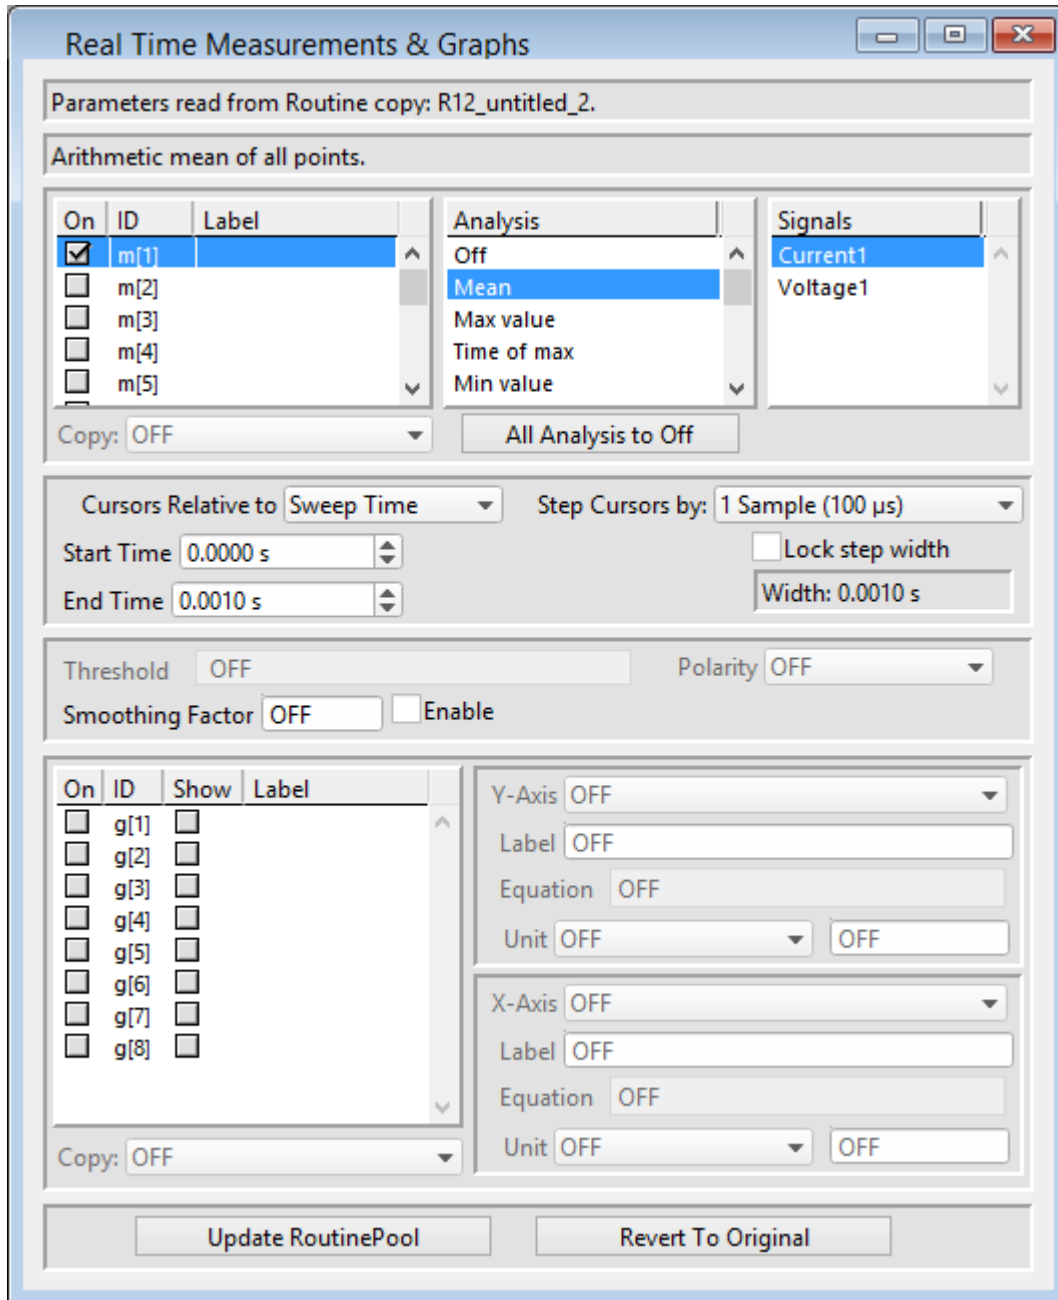 Real Time Measurements & Graphs
Parameters read from Routine copy: R12_untitled_2.
Arithmetic mean of all points.
On ID Label Analysis Signals
m[1] Off Current1
m[2] Mean Voltage1
m[3] Max value
m[4] Time of max
m[5] Min value
Copy: OFF All Analysis to Off
Cursors Relative to Sweep Time Step Cursors by: 1 Sample (100 µs)
Start Time 0.0000 s Lock step width
End Time 0.0010 s Width: 0.0010 s
Threshold OFF Polarity OFF
Smoothing Factor OFF Enable
On ID Show Label
g[1]
g[2]
g[3]
g[4]
g[5]
g[6]
g[7]
g[8]
Copy: OFF
Y-Axis OFF
Label OFF
Equation OFF
Unit OFF OFF
X-Axis OFF
Label OFF
Equation OFF
Unit OFF OFF
Update RoutinePool Revert To Original